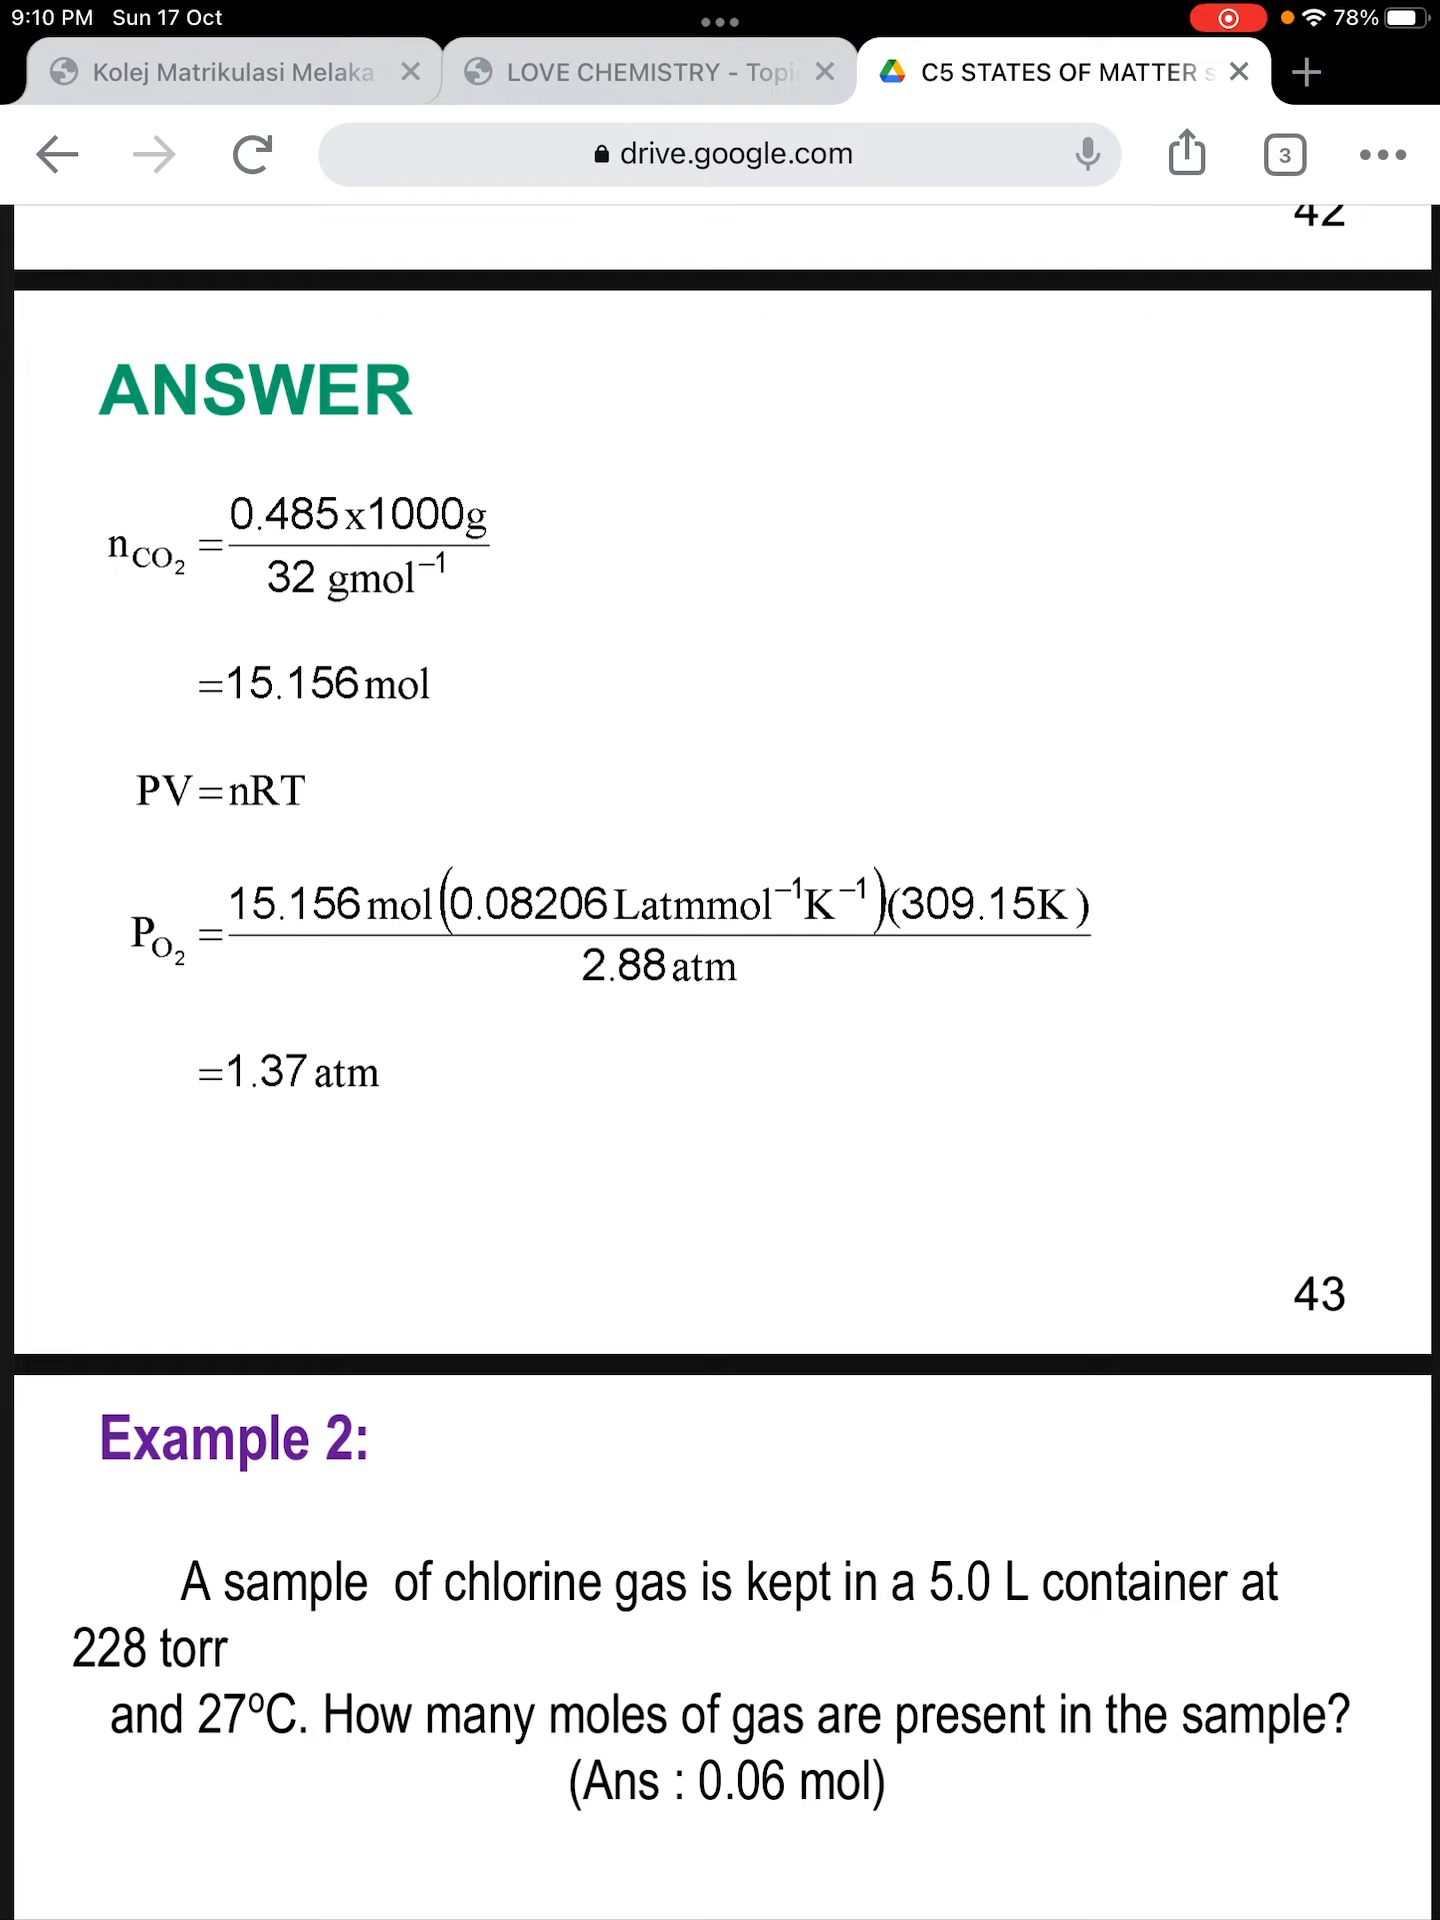 9:10 PM Sun 17 Oct
78%
Kolej Matrikulasi Melaka
LOVE CHEMISTRY - Topi
C5 STATES OF MATTER s
drive.google.com
3
42
ANSWER
n_CO₂ = 0.485x1000g / 32 gmol⁻¹
=15.156 mol
PV=nRT
P_O₂ = 15.156 mol(0.08206 Latmmol⁻¹K⁻¹)(309.15K) / 2.88 atm
=1.37 atm
43
Example 2:
A sample of chlorine gas is kept in a 5.0 L container at
228 torr
and 27⁰C. How many moles of gas are present in the sample?
(Ans : 0.06 mol)